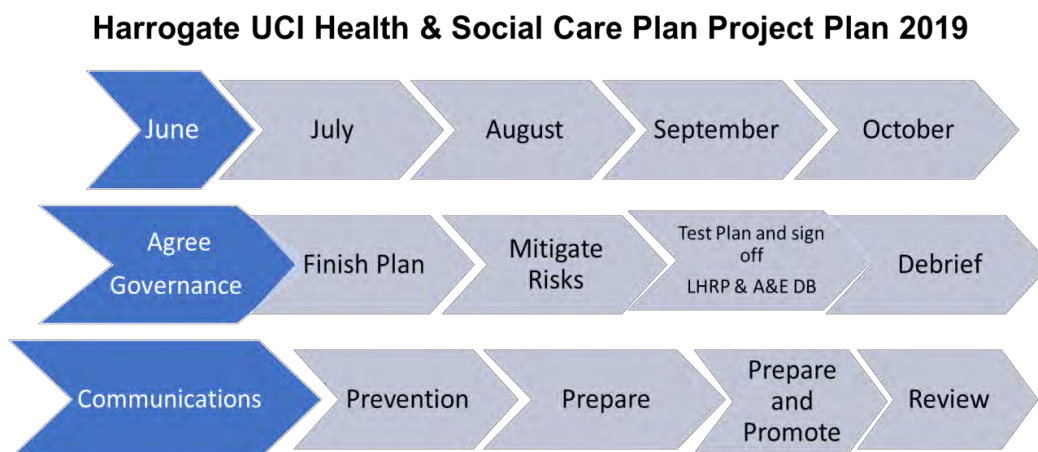 Harrogate UCI Health & Social Care Plan Project Plan 2019
June
July
August
September
October
Agree
Governance
Finish Plan
Mitigate
Risks
Test Plan and sign
off
LHRP & A&E DB
Debrief
Communications
Prevention
Prepare
Prepare
and
Promote
Review